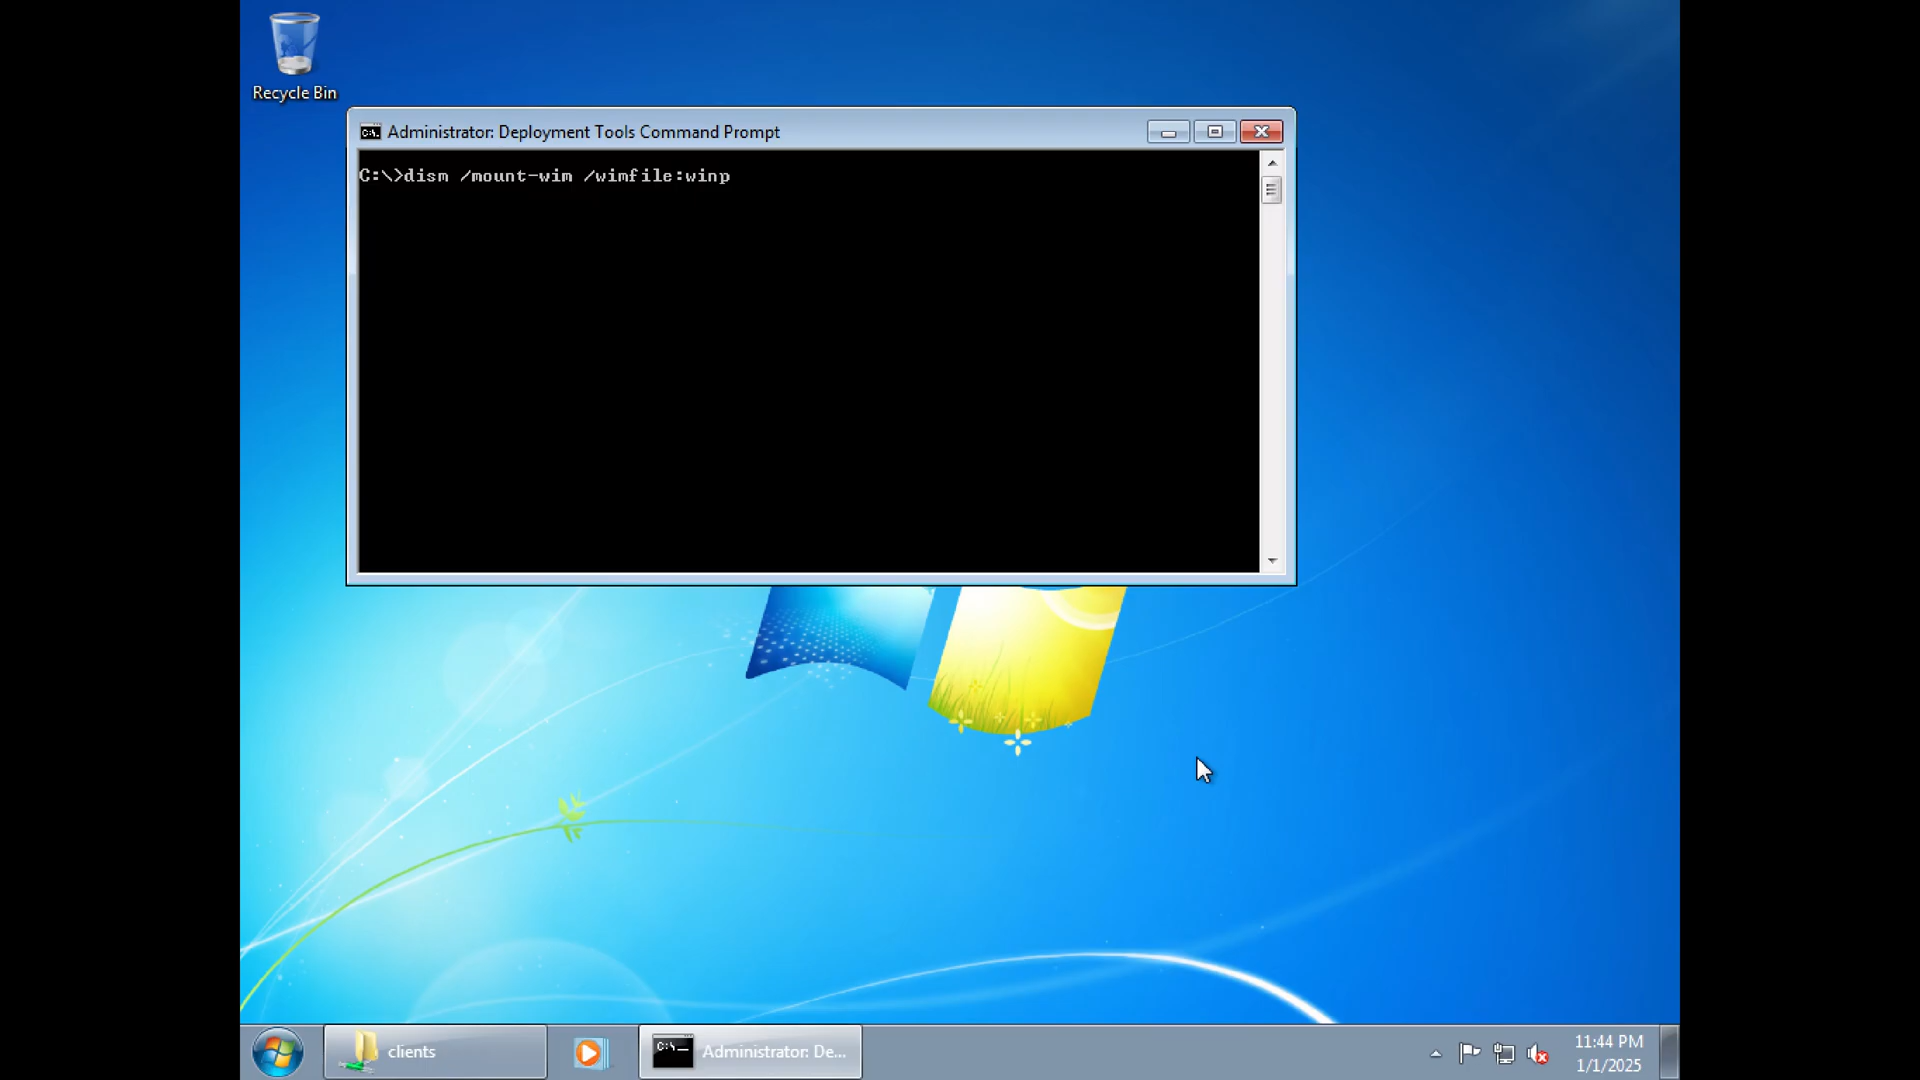 Recycle Bin
Administrator: Deployment Tools Command Prompt
C:\>dism /mount-wim /wimfile:winp
clients
Administrator: De...
11:44 PM
1/1/2025